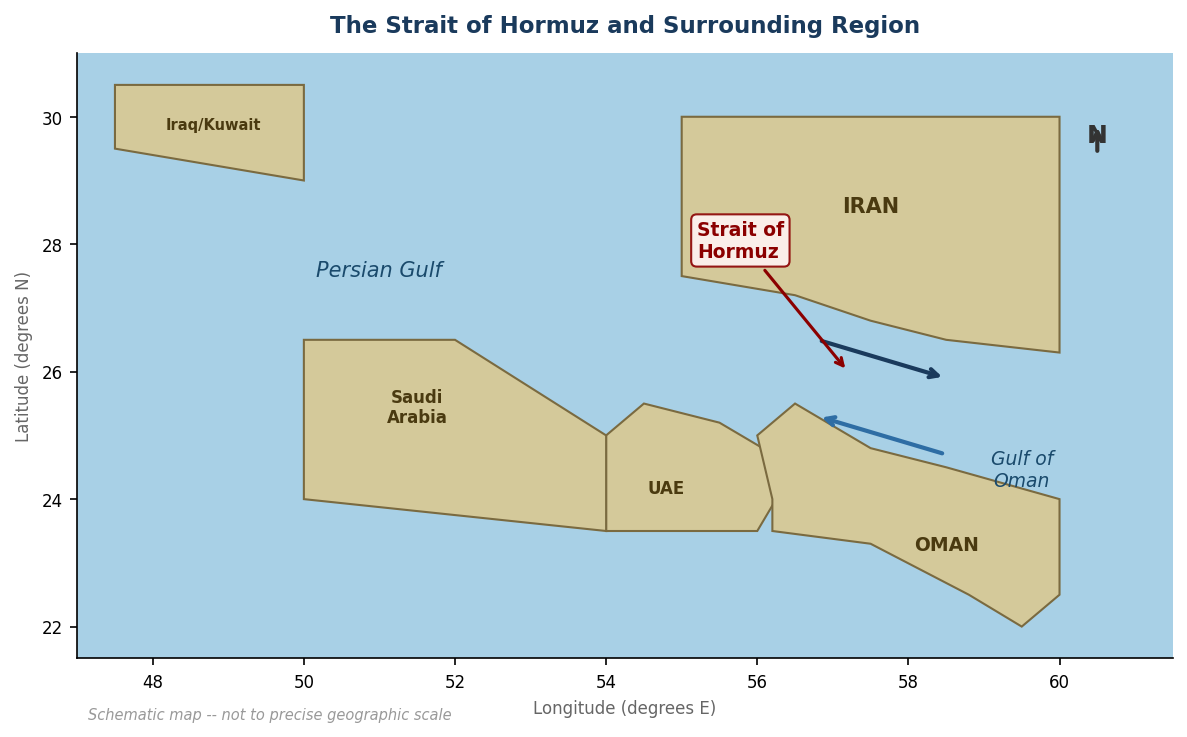 The Strait of Hormuz and Surrounding Region
30
28
26
24
22
Latitude (degrees N)
Iraq/Kuwait
N
IRAN
Strait of
Hormuz
Persian Gulf
Saudi
Arabia
UAE
Gulf of
Oman
OMAN
48
50
52
54
56
58
60
Longitude (degrees E)
Schematic map -- not to precise geographic scale